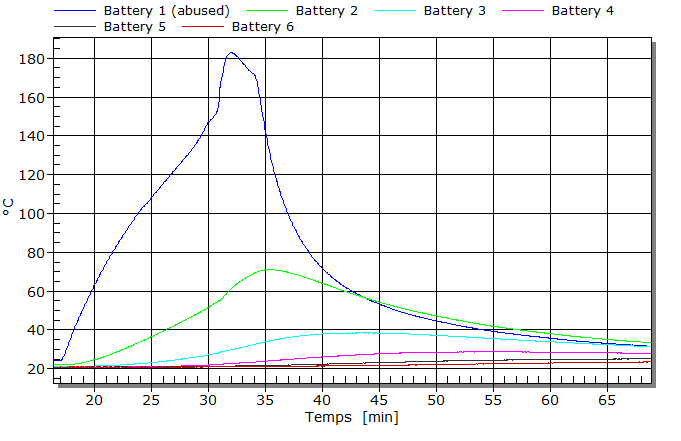 Battery 1 (abused) Battery 2 Battery 3 Battery 4
Battery 5 Battery 6
180
160
140
120
100
80
60
40
20
°C
20 25 30 35 40 45 50 55 60 65
Temps [min]